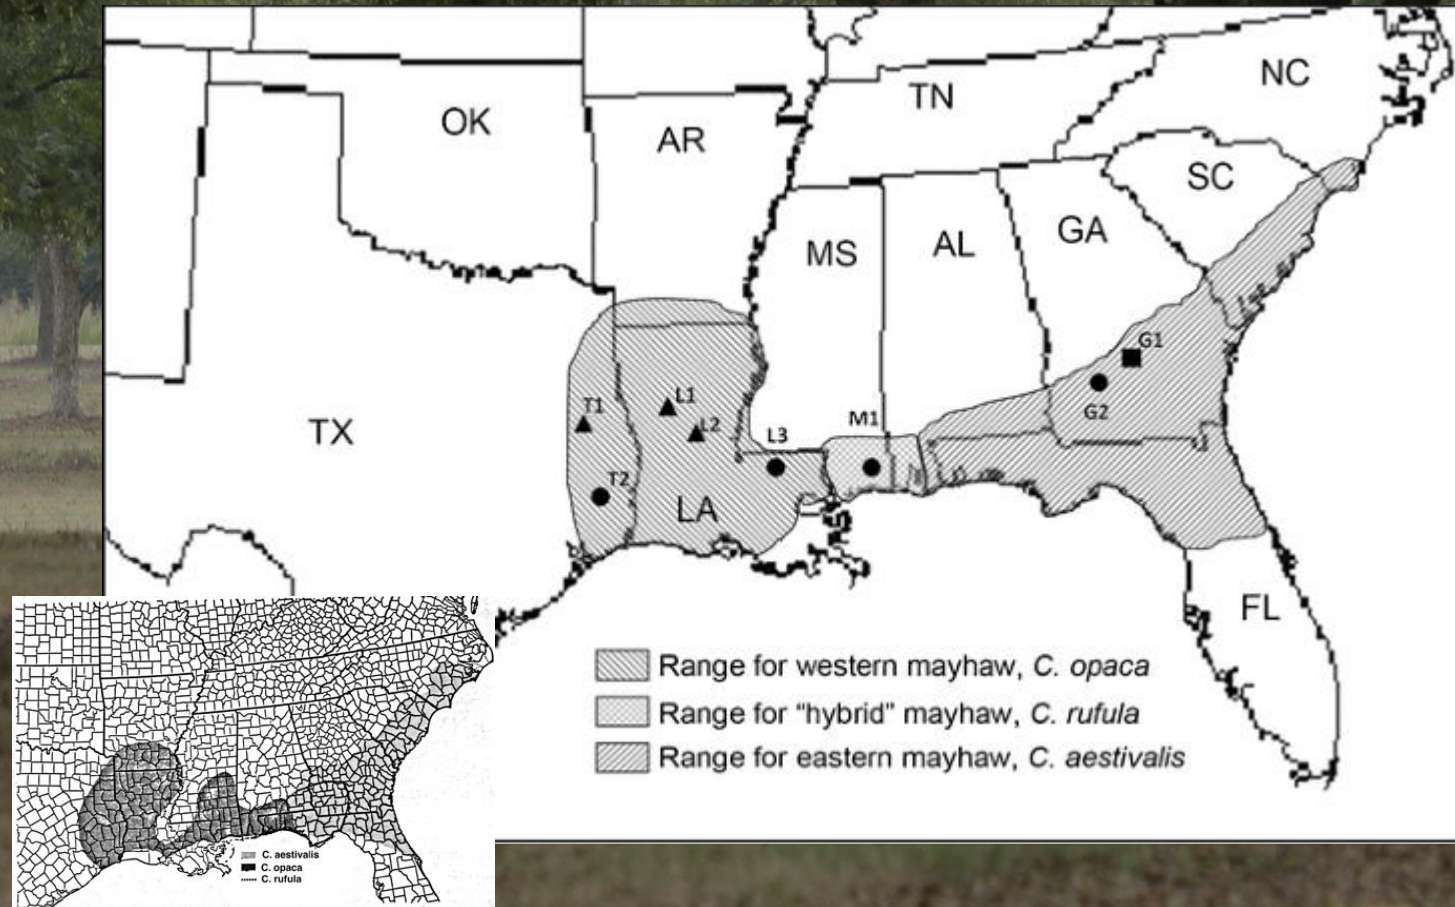 NC
TN
OK
AR
SC
GA
MS
AL
G1
T1
L1
G2
M1
L2
L3
TX
T2
LA
FL
Range for western mayhaw, C. opaca
Range for “hybrid” mayhaw, C. rufula
Range for eastern mayhaw, C. aestivalis
C. aestivalis
C. opaca
C. rufula